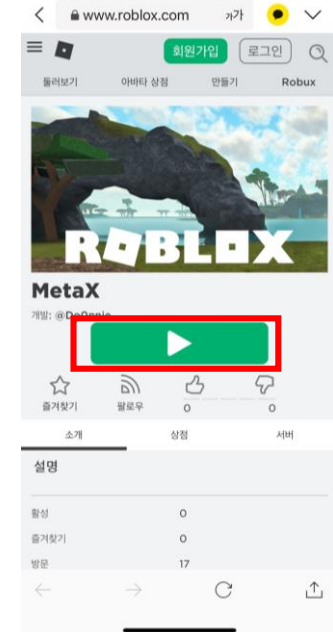 www.roblox.com 가가
회원가입 로그인
둘러보기 아바타 상점 만들기 Robux
ROBLOX
MetaX
개발:
즐겨찾기 팔로우 0 0
소개 상점 서버
설명
활성 0
즐겨찾기 0
방문 17